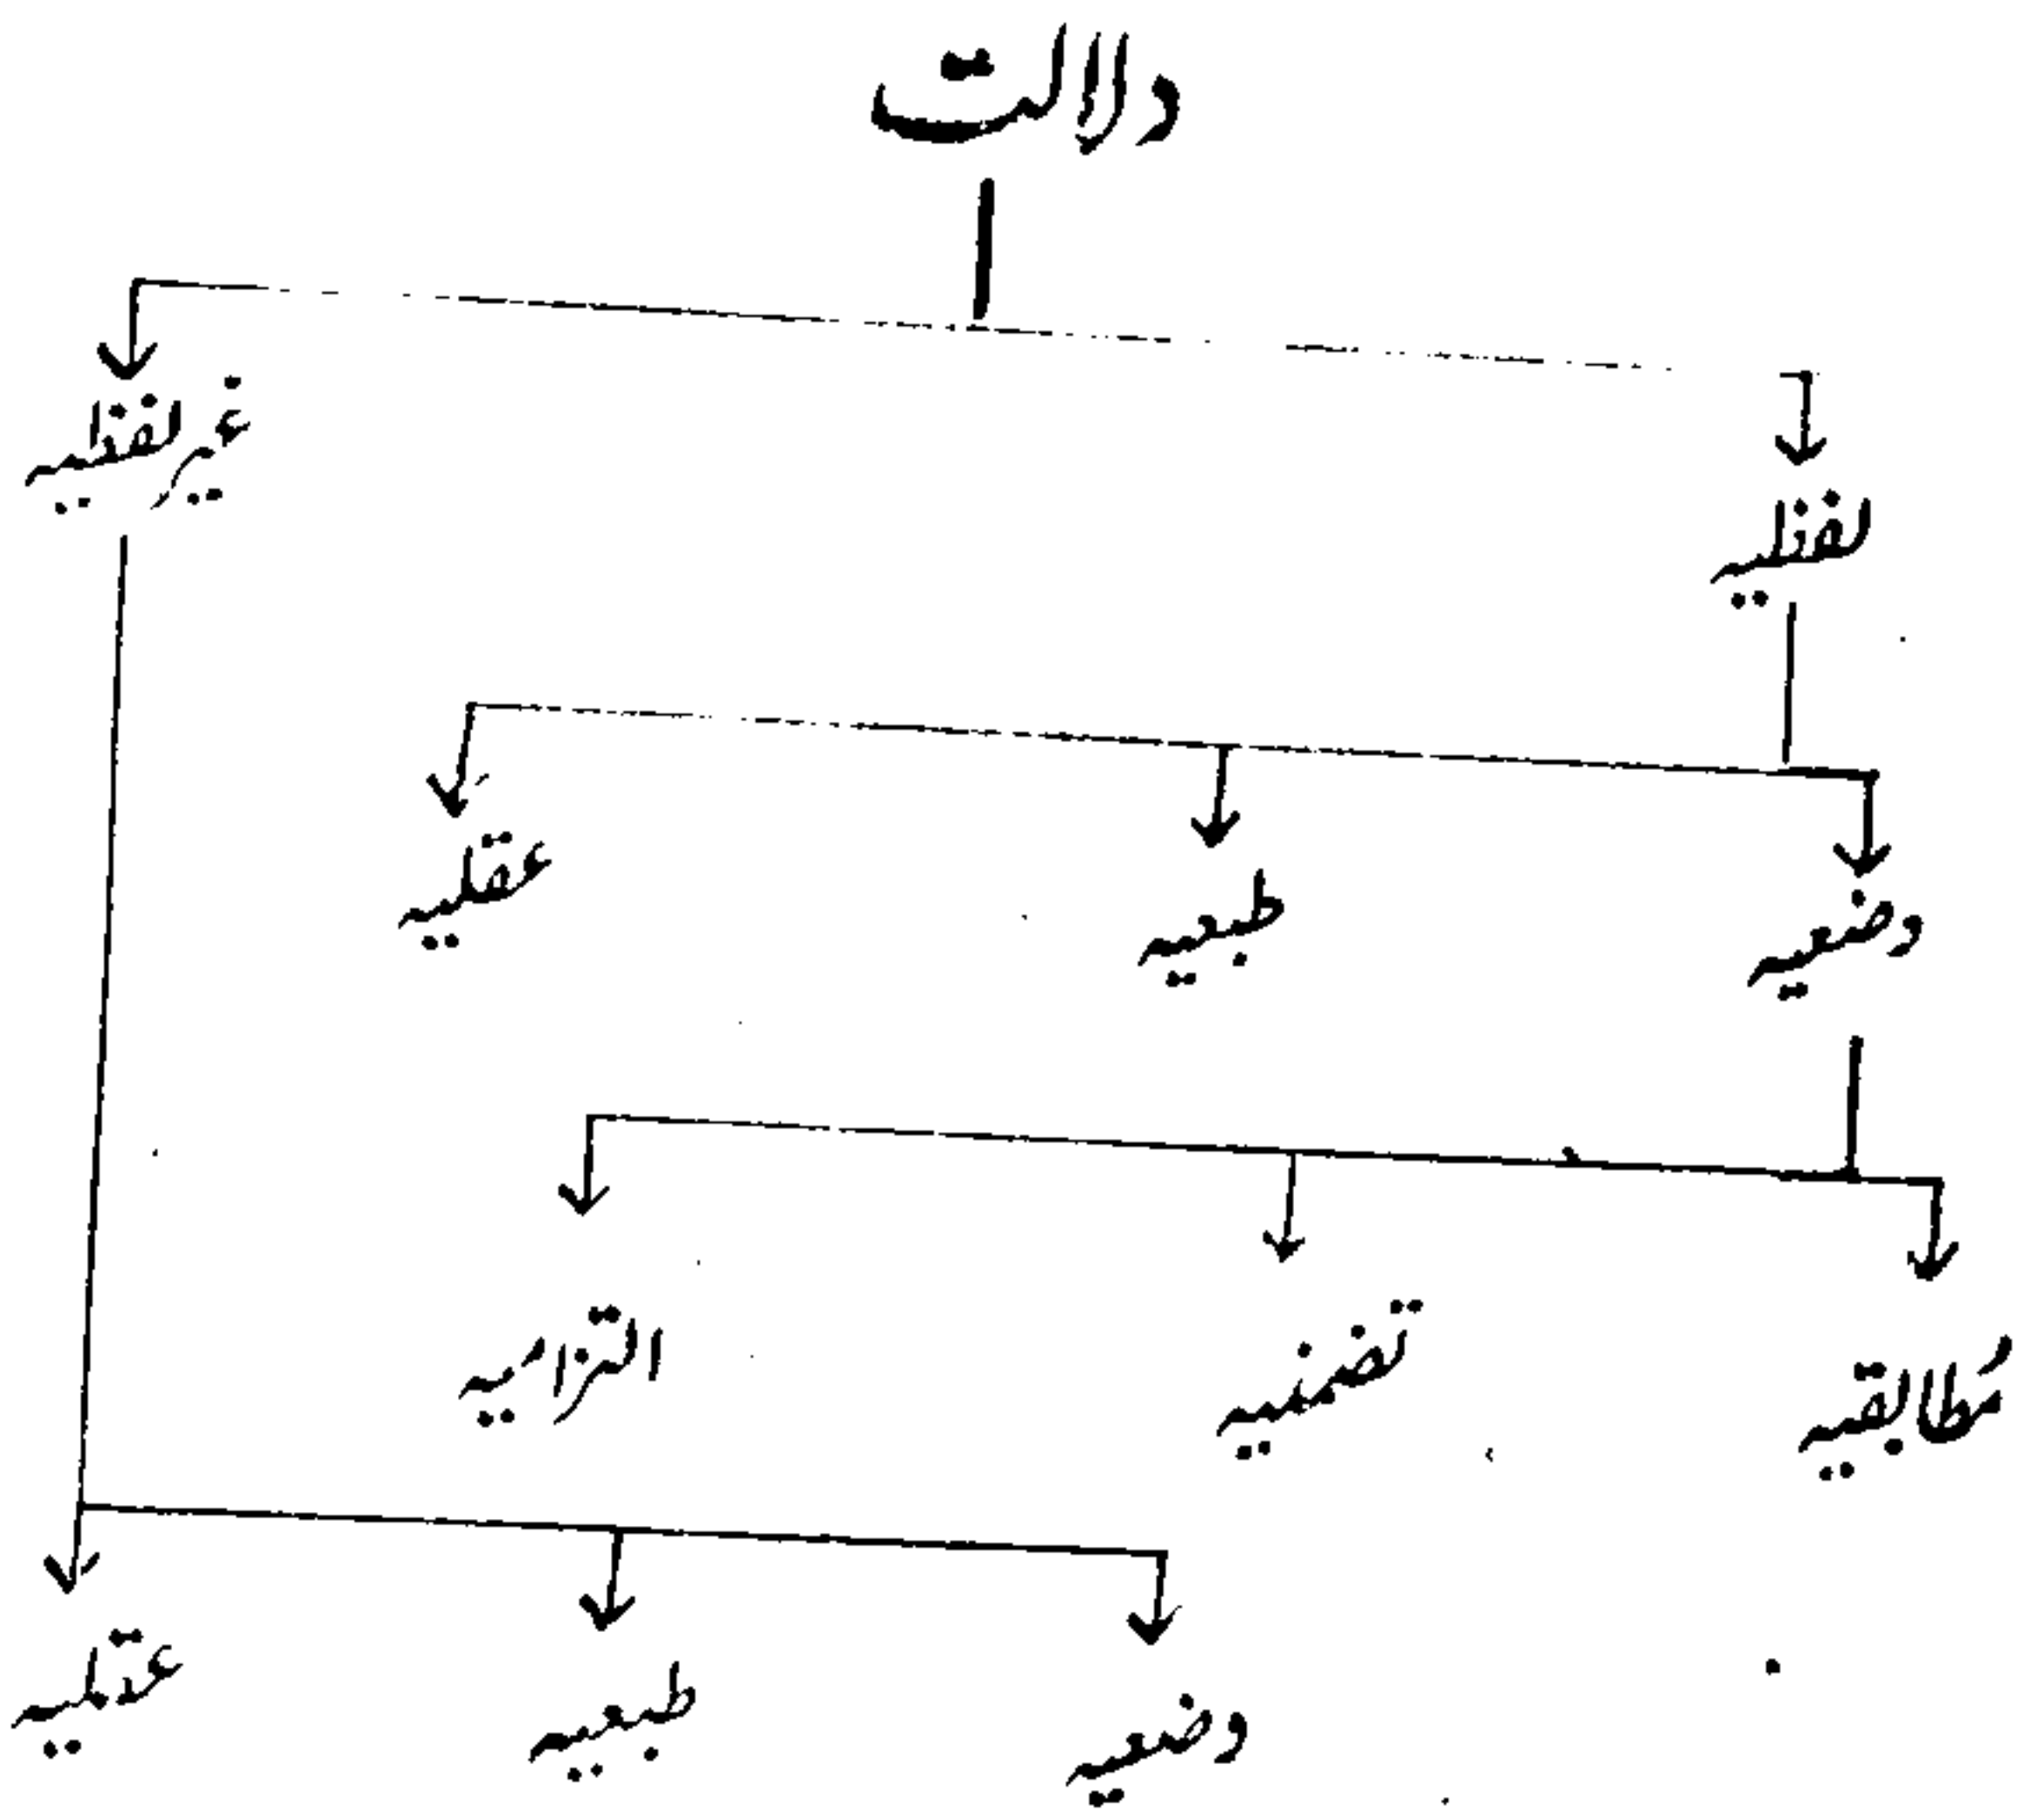 دلالت
لفظیہ
غیر لفظیہ
وضعیہ
طبعیہ
عقلیہ
مطابقیہ
تضمنیہ
التزامیہ
وضعیہ
طبعیہ
عقلیہ